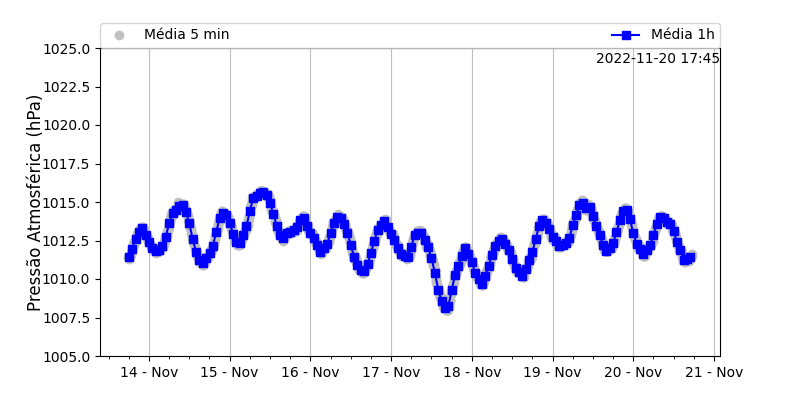 Média 5 min
Média 1h
2022-11-20 17:45
Pressão Atmosférica (hPa)
1025.0
1022.5
1020.0
1017.5
1015.0
1012.5
1010.0
1007.5
1005.0
14 - Nov
15 - Nov
16 - Nov
17 - Nov
18 - Nov
19 - Nov
20 - Nov
21 - Nov